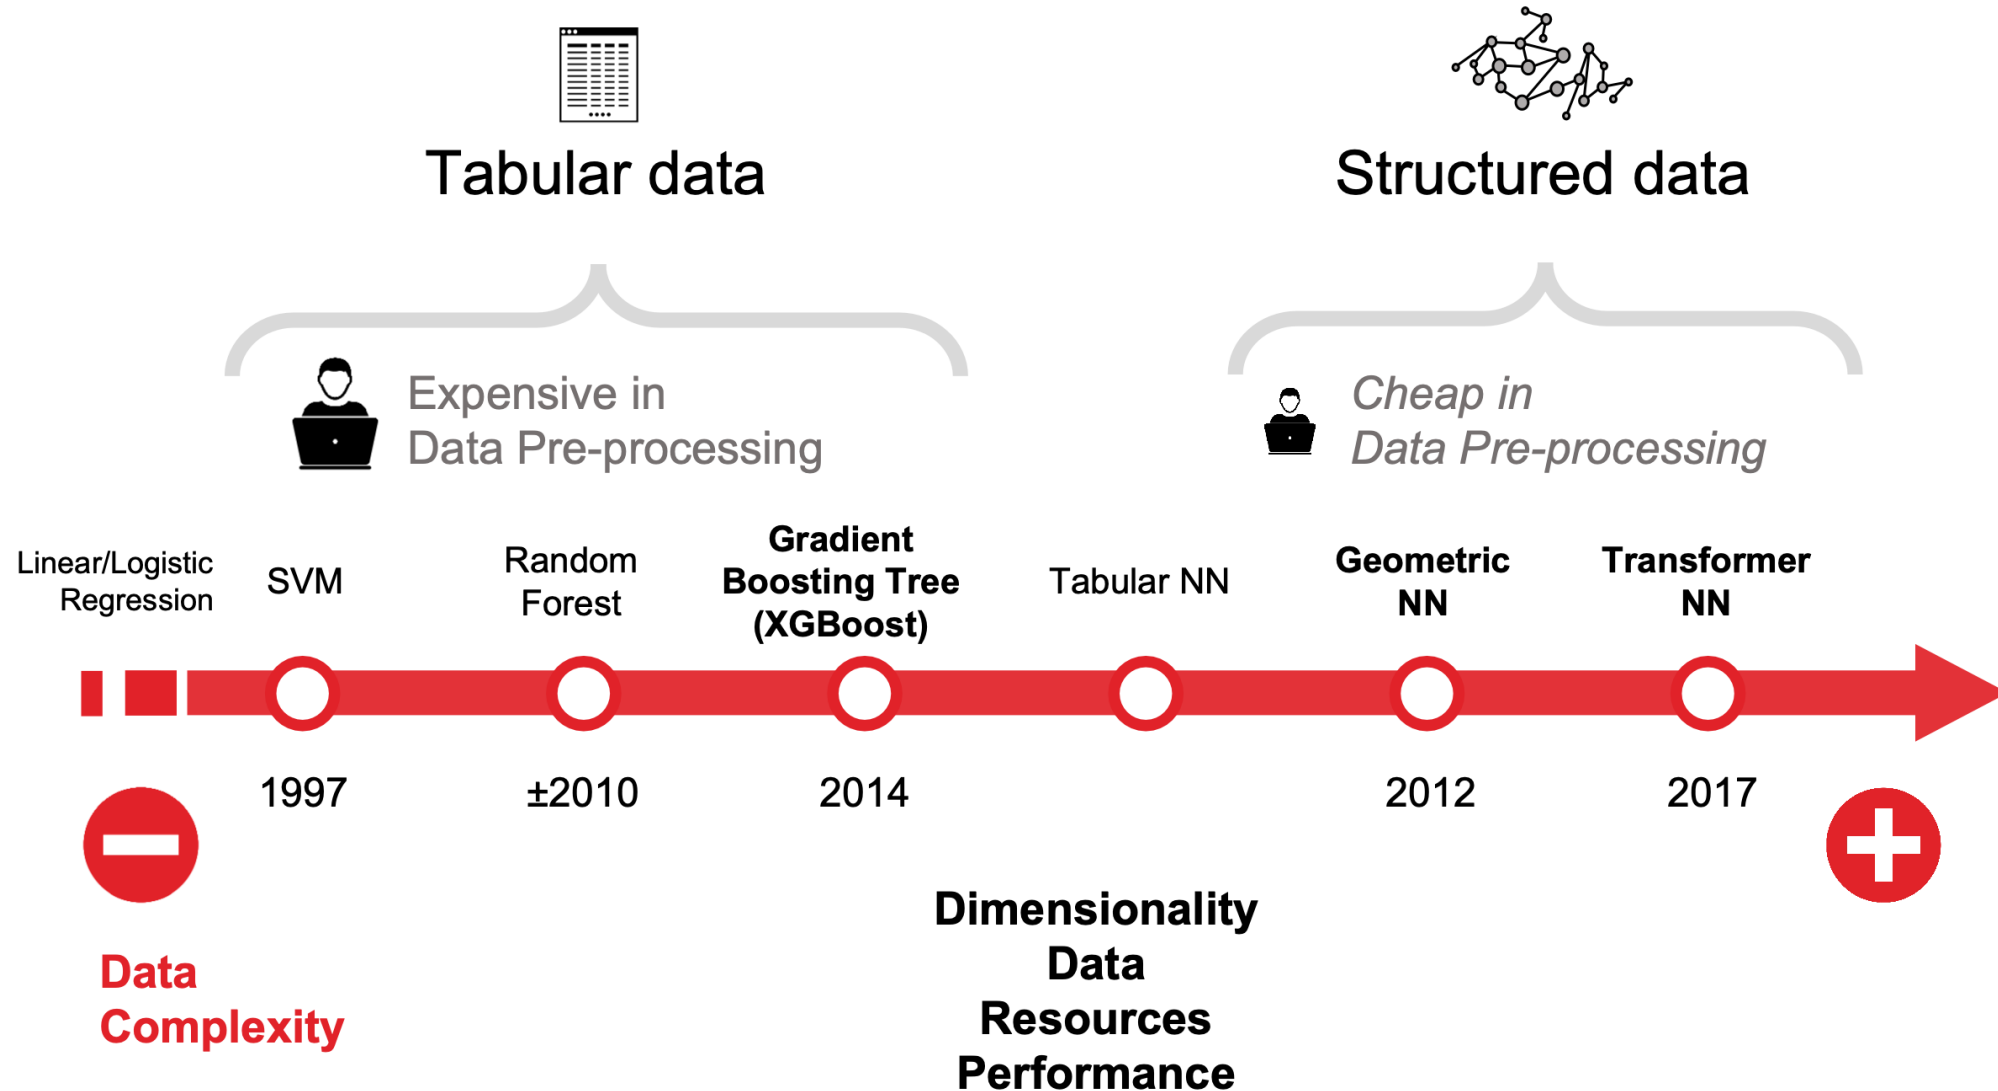 Tabular data
Structured data
Expensive in
Data Pre-processing
Cheap in
Data Pre-processing
Linear/Logistic
Regression
SVM
Random
Forest
Gradient
Boosting Tree
(XGBoost)
Tabular NN
Geometric
NN
Transformer
NN
1997
±2010
2014
2012
2017
Data
Complexity
Dimensionality
Data
Resources
Performance